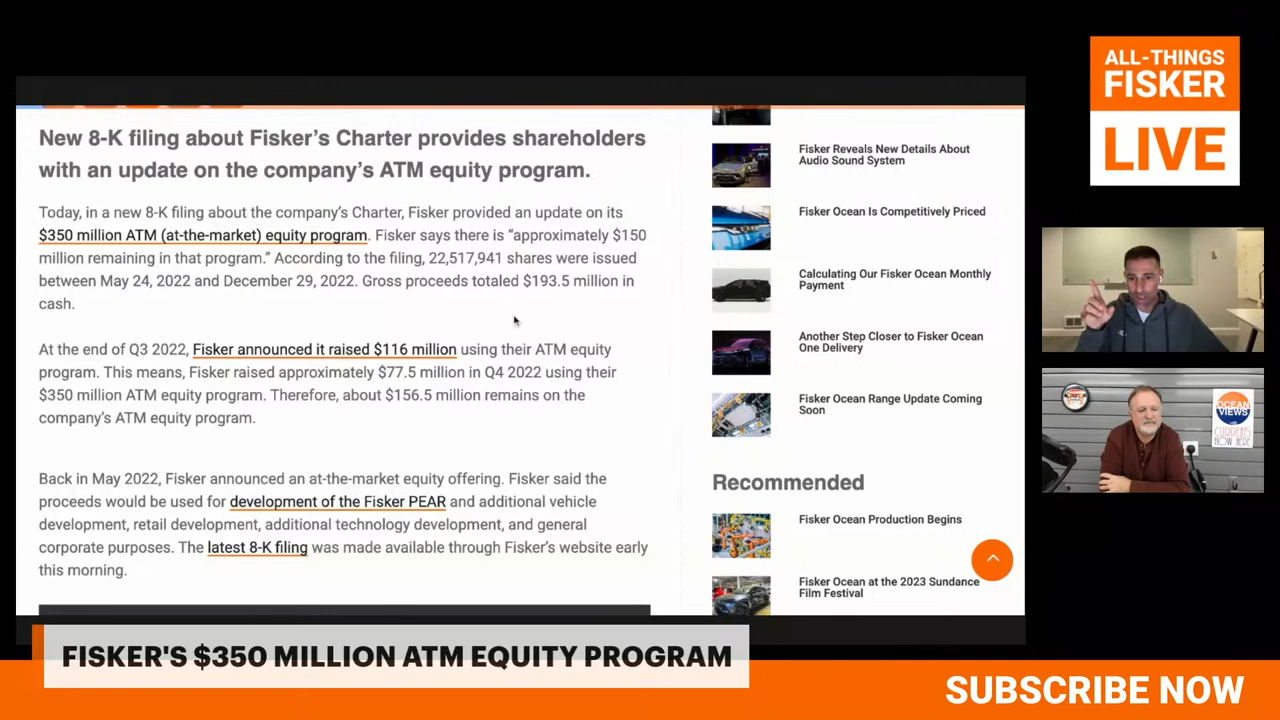 New 8-K filing about Fisker's Charter provides shareholders
with an update on the company's ATM equity program.
Today, in a new 8-K filing about the company's Charter, Fisker provided an update on its
$350 million ATM (at-the-market) equity program. Fisker says there is “approximately $150
million remaining in that program.” According to the filing, 22,517,941 shares were issued
between May 24, 2022 and December 29, 2022. Gross proceeds totaled $193.5 million in
cash.
At the end of Q3 2022, Fisker announced it raised $116 million using their ATM equity
program. This means, Fisker raised approximately $77.5 million in Q4 2022 using their
$350 million ATM equity program. Therefore, about $156.5 million remains on the
company's ATM equity program.
Back in May 2022, Fisker announced an at-the-market equity offering. Fisker said the
proceeds would be used for development of the Fisker PEAR and additional vehicle
development, retail development, additional technology development, and general
corporate purposes. The latest 8-K filing was made available through Fisker's website early
this morning.
Fisker Reveals New Details About
Audio Sound System
Fisker Ocean Is Competitively Priced
Calculating Our Fisker Ocean Monthly
Payment
Another Step Closer to Fisker Ocean
One Delivery
Fisker Ocean Range Update Coming
Soon
Recommended
Fisker Ocean Production Begins
Fisker Ocean at the 2023 Sundance
Film Festival
ALL-THINGS
FISKER
LIVE
OCEAN
VIEWS
CURRENTS
FLOW HERE
FISKER'S $350 MILLION ATM EQUITY PROGRAM
SUBSCRIBE NOW